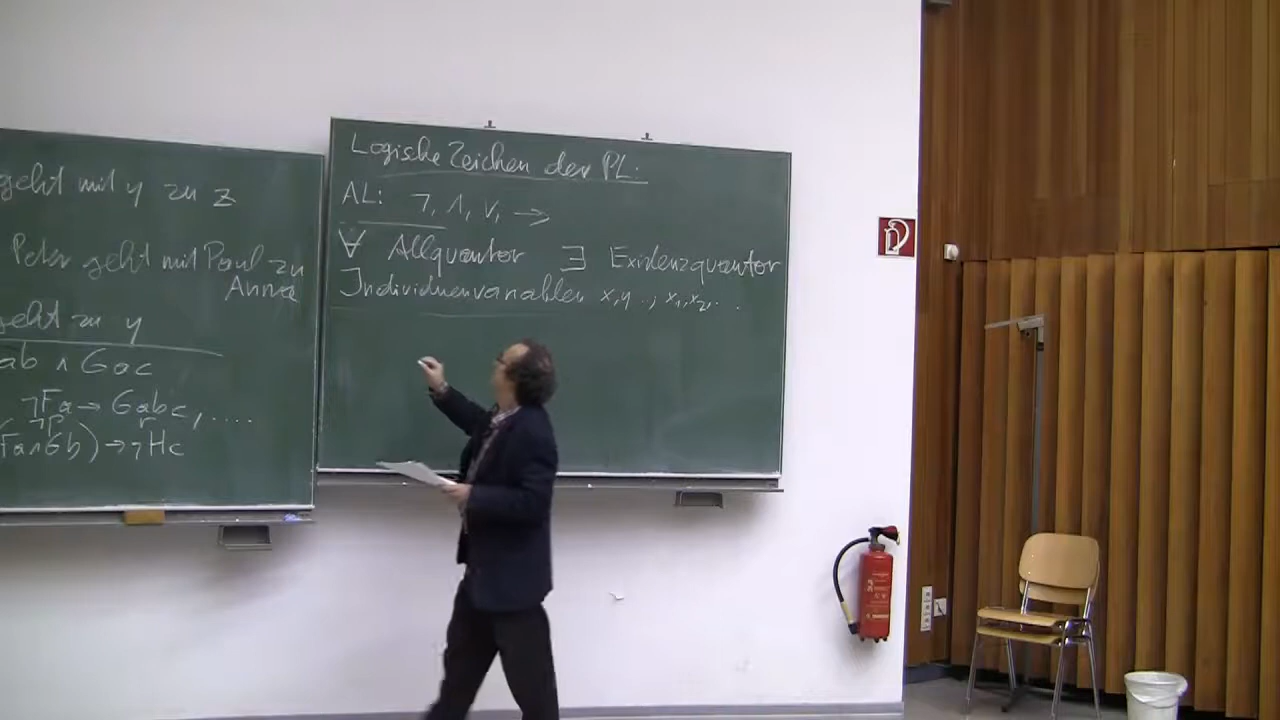 geht mit y zu z
Peter geht mit Paul zu
Anna
geht zu y
ab ∧ Gac
¬Fa → Gabc, ....
Fa∧Gb) → ¬Hc
Logische Zeichen der PL:
AL: ¬, ∧, ∨, →
∀ Allquantor ∃ Existenzquantor
Individuenvariablen x, y .., x₁, x₂, . .